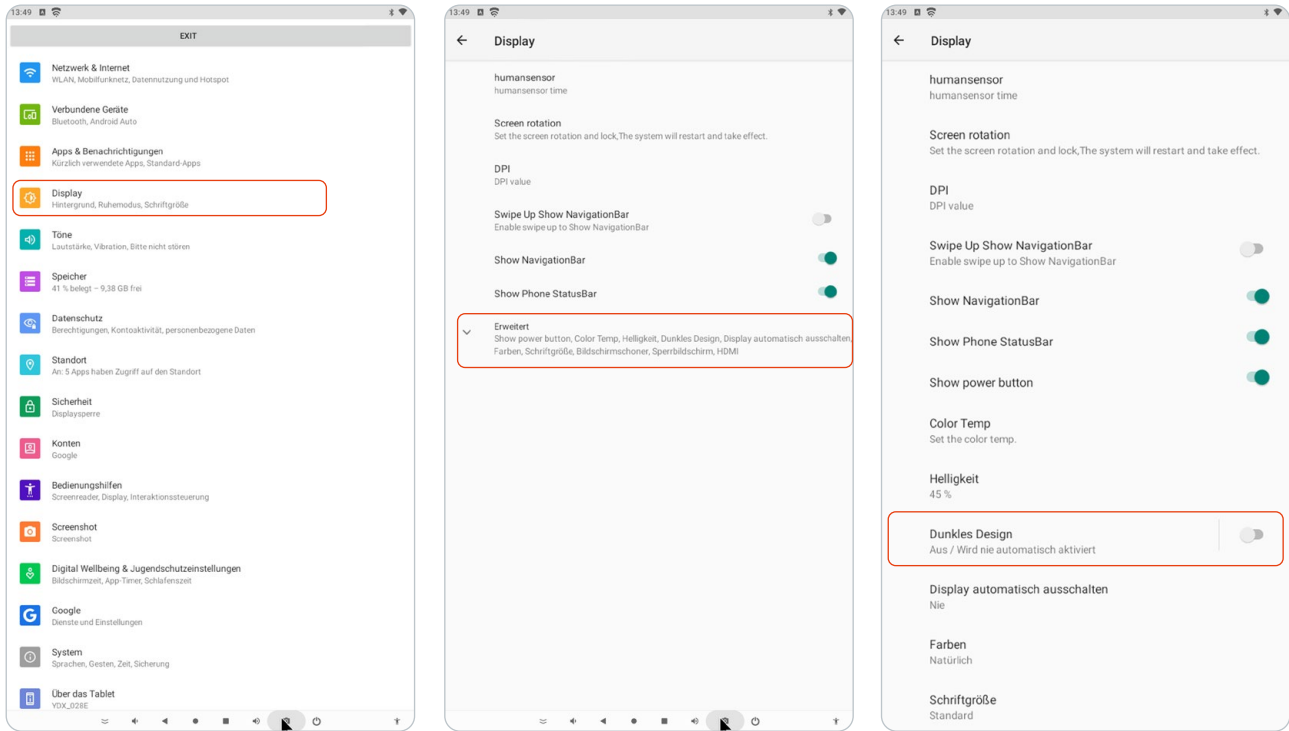 13:49
EXIT
Netzwerk & Internet
WLAN, Mobilfunknetz, Datennutzung und Hotspot
Verbundene Geräte
Bluetooth, Android Auto
Apps & Benachrichtigungen
Kürzlich verwendete Apps, Standard-Apps
Display
Hintergrund, Ruhemodus, Schriftgröße
Töne
Lautstärke, Vibration, Bitte nicht stören
Speicher
41 % belegt – 9,38 GB frei
Datenschutz
Berechtigungen, Kontoaktivität, personenbezogene Daten
Standort
An: 5 Apps haben Zugriff auf den Standort
Sicherheit
Displaysperre
Konten
Google
Bedienungshilfen
Screenreader, Display, Interaktionssteuerung
Screenshot
Screenshot
Digital Wellbeing & Jugendschutzeinstellungen
Bildschirmzeit, App-Timer, Schlafenszeit
Google
Dienste und Einstellungen
System
Sprachen, Gesten, Zeit, Sicherung
Über das Tablet
YDX_028E
13:49
Display
humansensor
humansensor time
Screen rotation
Set the screen rotation and lock,The system will restart and take effect.
DPI
DPI value
Swipe Up Show NavigationBar
Enable swipe up to Show NavigationBar
Show NavigationBar
Show Phone StatusBar
Erweitert
Show power button, Color Temp, Helligkeit, Dunkles Design, Display automatisch ausschalten,
Farben, Schriftgröße, Bildschirmschoner, Sperrbildschirm, HDMI
13:49
Display
humansensor
humansensor time
Screen rotation
Set the screen rotation and lock,The system will restart and take effect.
DPI
DPI value
Swipe Up Show NavigationBar
Enable swipe up to Show NavigationBar
Show NavigationBar
Show Phone StatusBar
Show power button
Color Temp
Set the color temp.
Helligkeit
45 %
Dunkles Design
Aus / Wird nie automatisch aktiviert
Display automatisch ausschalten
Nie
Farben
Natürlich
Schriftgröße
Standard